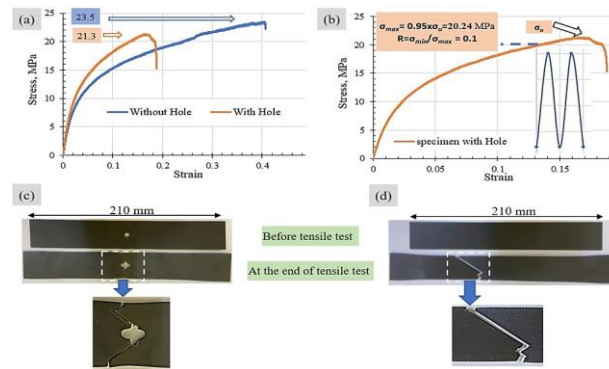 (a)
23.5
21.3
Stress, MPa
25
20
15
10
5
0
Without Hole
With Hole
0
0.1
0.2
0.3
0.4
0.5
Strain
(b)
σmax= 0.95xσu=20.24 MPa
R=σmin/σmax = 0.1
σu
Stress, MPa
25
20
15
10
5
0
specimen with Hole
0
0.05
0.1
0.15
Strain
(c)
210 mm
Before tensile test
At the end of tensile test
(d)
210 mm